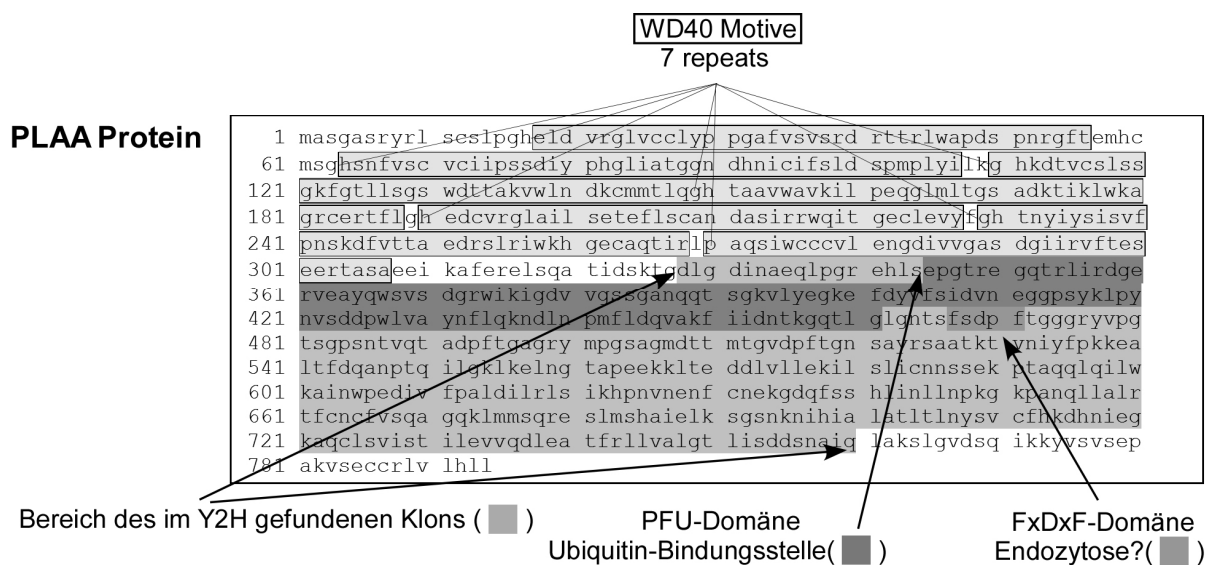 WD40 Motive
7 repeats
PLAA Protein
1 masgasryrl scslpgheld vrglvcclyp pgafvsvsrd rttrlwapds pnrgftemhc
61 msghsnfvsc vciipssdiy phgliatggn dhnicifsld spmplyilkg hkdtvcslss
121 gkfgtllsgs wdttakvwln dkcmmtlqgh taavwavkil peqglmltgs adktiklwka
181 grcertflgh edcvrglail seteflscan dasirrwqit geclevyfgh tnyiysisvf
241 pnskdfvtta edrslriwkh gecaqtirlp aqsiwcccvl engdivvgas dgiirvftes
301 eertasaeei kaferelsqa tidsktgdlg dinaeqlpgr ehlsepgtre gqtrlirdge
361 rveayqwsvs dgrwikigdv vgssganqqt sgkvlyegke fdyvfsidvn eggpsyklpy
421 nvsddpwlva ynflqkndln pmfldqvakf iidntkgqtl glgntsfsdp ftgggryvpg
481 tsgpsntvqt adpftgagry mpgsagmdtt mtgvdpftgn sayrsaatkt vniyfpkkea
541 ltfdqanptq ilgklkelng tapeekklte ddlvllekil slicnnssek ptaqqlqilw
601 kainwpediv fpaldilrls ikhpnvnenf cnekgdqfss hlinllnpkg kpanqllalr
661 tfcncfvsqa gqklmmsqre slmshaielk sgsnknihia latltlnysv cfhkdhnieg
721 kaqclsvist ilevvqdlea tfrllvalgt lisddsnaiq lakslgvdsq ikkyvsvsep
781 akvseccrlv lhll
Bereich des im Y2H gefundenen Klons ( )
PFU-Domäne
Ubiquitin-Bindungsstelle( )
FxDxF-Domäne
Endozytose?( )